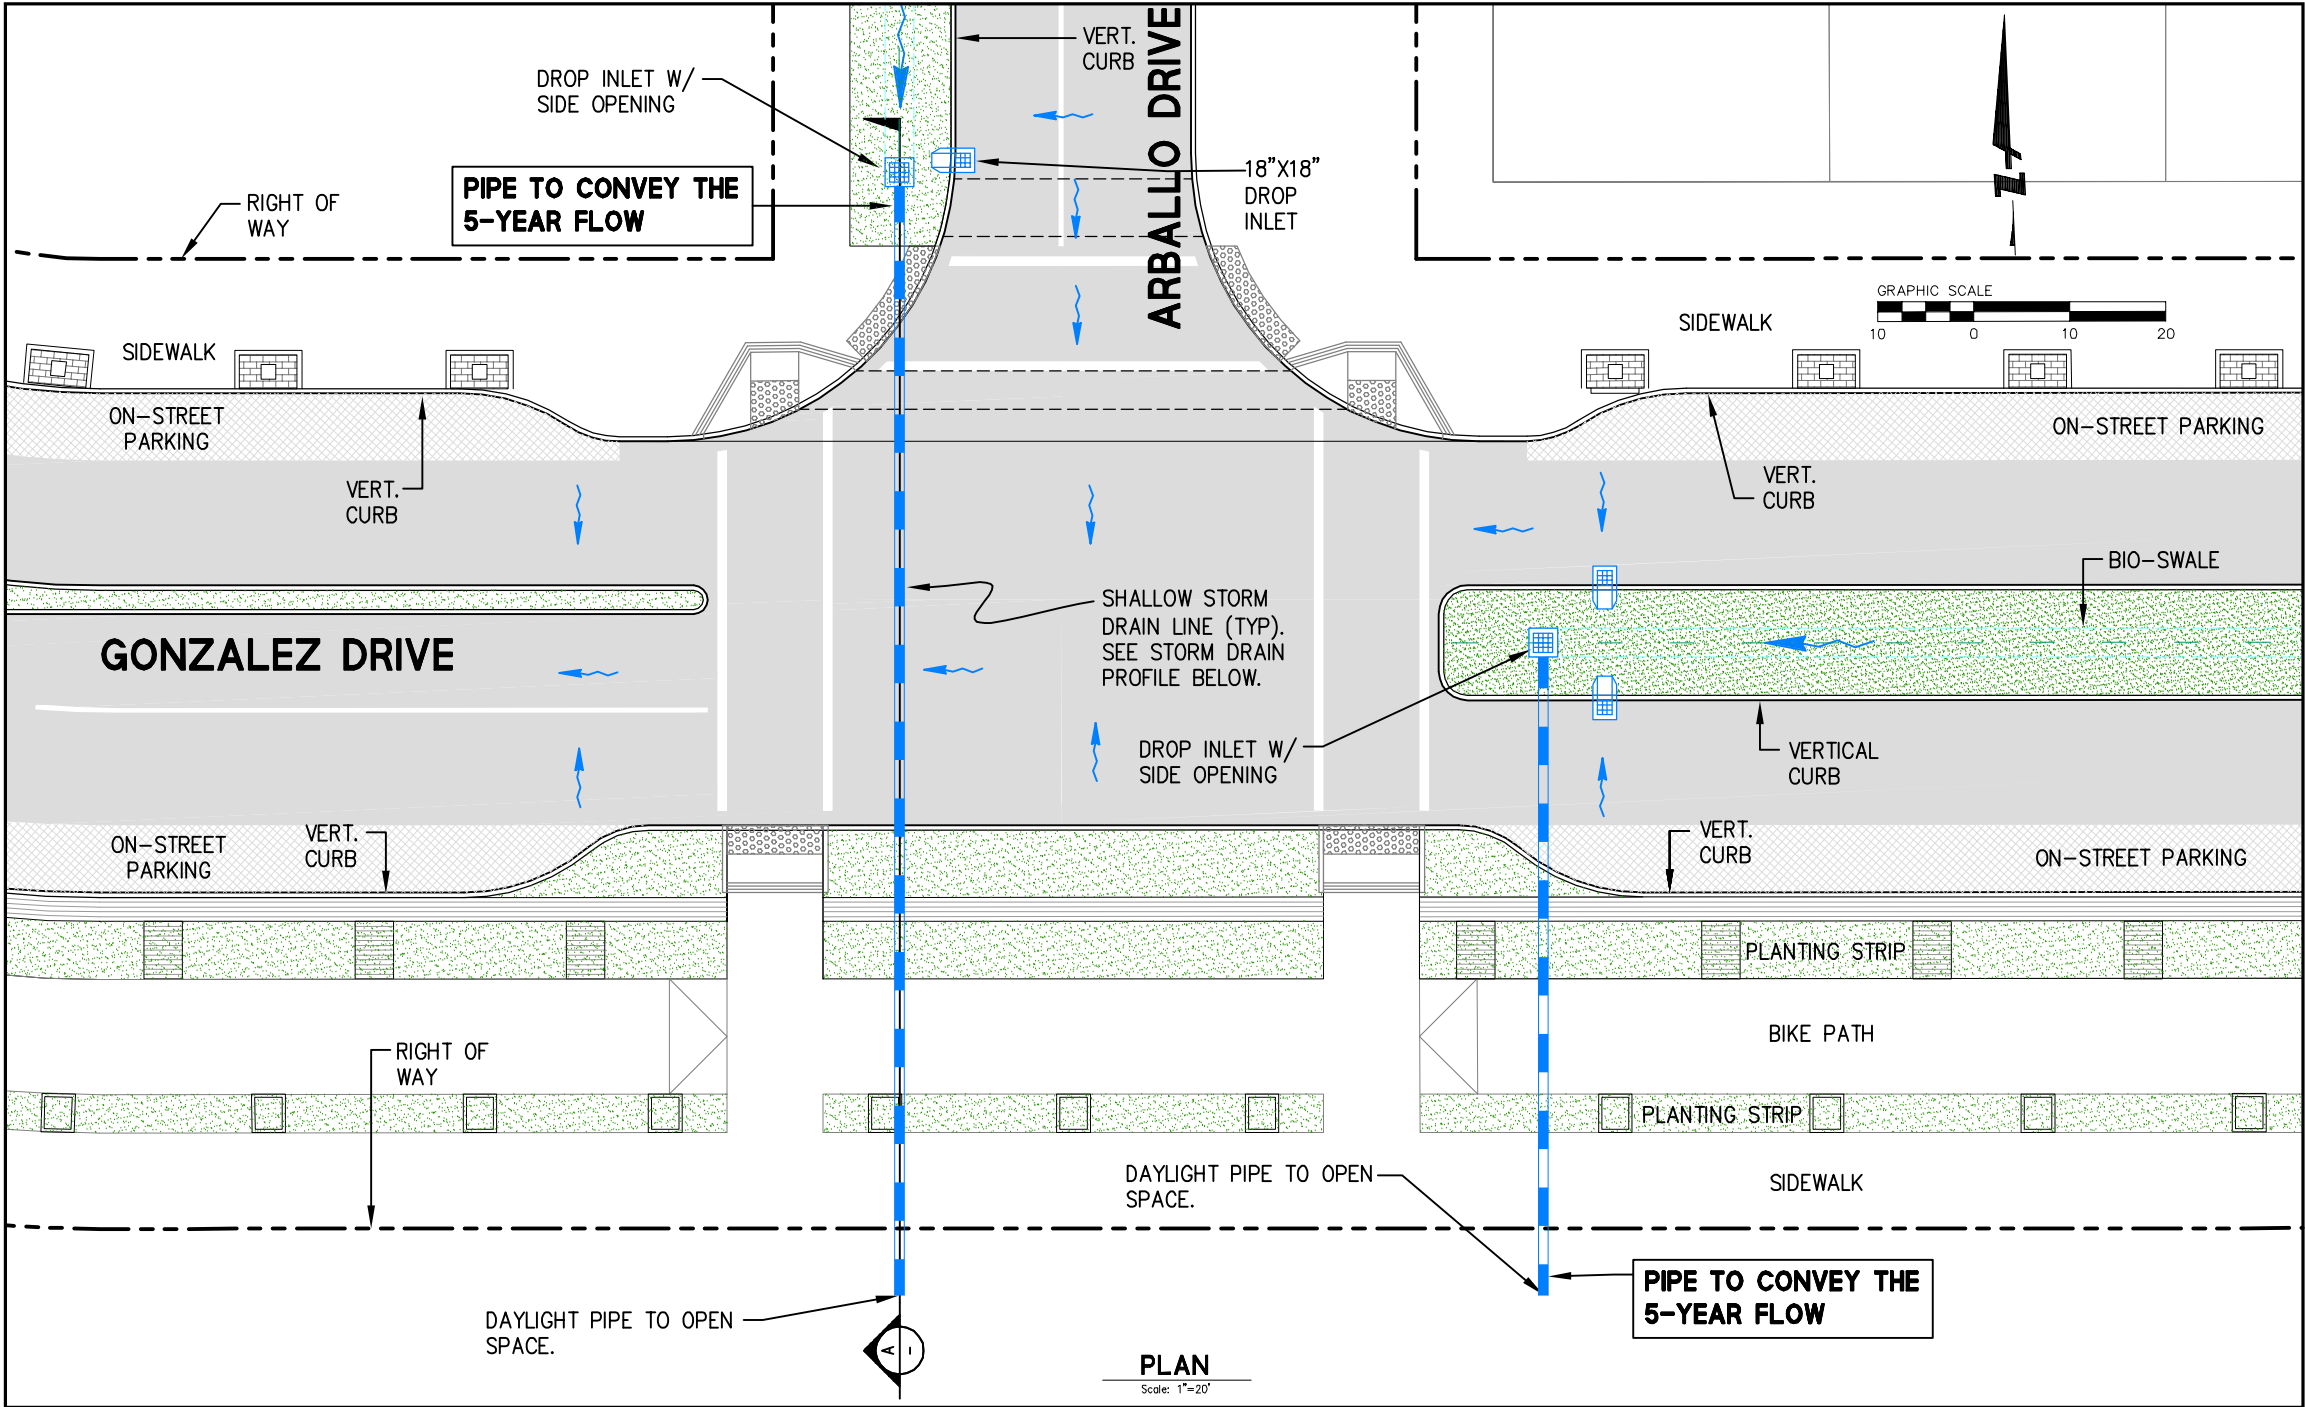 VERT.
CURB
ARBALLO DRIVE
DROP INLET W/
SIDE OPENING
PIPE TO CONVEY THE
5-YEAR FLOW
18"X18"
DROP
INLET
RIGHT OF
WAY
N
GRAPHIC SCALE
10 0 10 20
SIDEWALK
SIDEWALK
ON-STREET
PARKING
ON-STREET PARKING
VERT.
CURB
VERT.
CURB
BIO-SWALE
SHALLOW STORM
DRAIN LINE (TYP).
SEE STORM DRAIN
PROFILE BELOW.
GONZALEZ DRIVE
DROP INLET W/
SIDE OPENING
VERTICAL
CURB
ON-STREET
PARKING
VERT.
CURB
VERT.
CURB
ON-STREET PARKING
PLANTING STRIP
BIKE PATH
RIGHT OF
WAY
PLANTING STRIP
DAYLIGHT PIPE TO OPEN
SPACE.
SIDEWALK
PIPE TO CONVEY THE
5-YEAR FLOW
DAYLIGHT PIPE TO OPEN
SPACE.
A
-
PLAN
Scale: 1"=20'